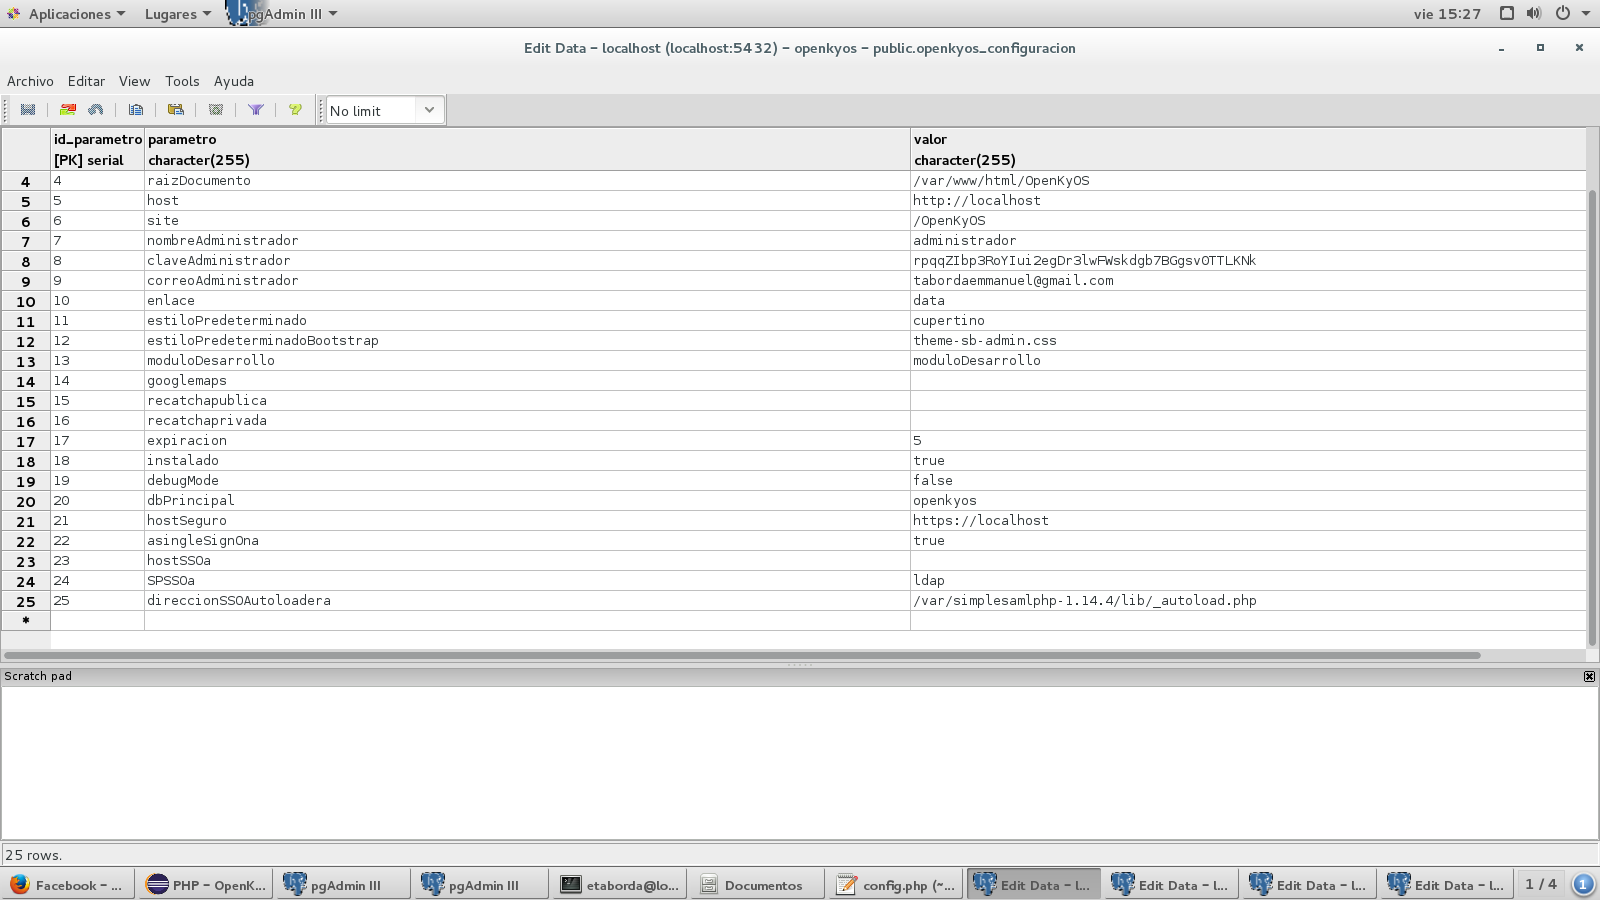 Aplicaciones Lugares pgAdmin III vie 15:27
Edit Data - localhost (localhost:5432) - openkyos - public.openkyos_configuracion
Archivo Editar View Tools Ayuda
No limit
id_parametro parametro valor
[PK] serial character(255) character(255)
4 4 raizDocumento /var/www/html/OpenKyOS
5 5 host http://localhost
6 6 site /OpenKyOS
7 7 nombreAdministrador administrador
8 8 claveAdministrador rpqqZIbp3RoYIui2egDr3lwFWskdgb7BGgsv0TTLKNk
9 9 correoAdministrador tabordaemmanuel@gmail.com
10 10 enlace data
11 11 estiloPredeterminado cupertino
12 12 estiloPredeterminadoBootstrap theme-sb-admin.css
13 13 moduloDesarrollo moduloDesarrollo
14 14 googlemaps
15 15 recatchapublica
16 16 recatchaprivada
17 17 expiracion 5
18 18 instalado true
19 19 debugMode false
20 20 dbPrincipal openkyos
21 21 hostSeguro https://localhost
22 22 asingleSignOna true
23 23 hostSSOa
24 24 SPSSOa ldap
25 25 direccionSSOAutoloadera /var/simplesamlphp-1.14.4/lib/_autoload.php
*
Scratch pad
25 rows.
Facebook - ... PHP - OpenK... pgAdmin III pgAdmin III etaborda@lo... Documentos config.php (~... Edit Data - l... Edit Data - l... Edit Data - l... Edit Data - l... 1 / 4 1